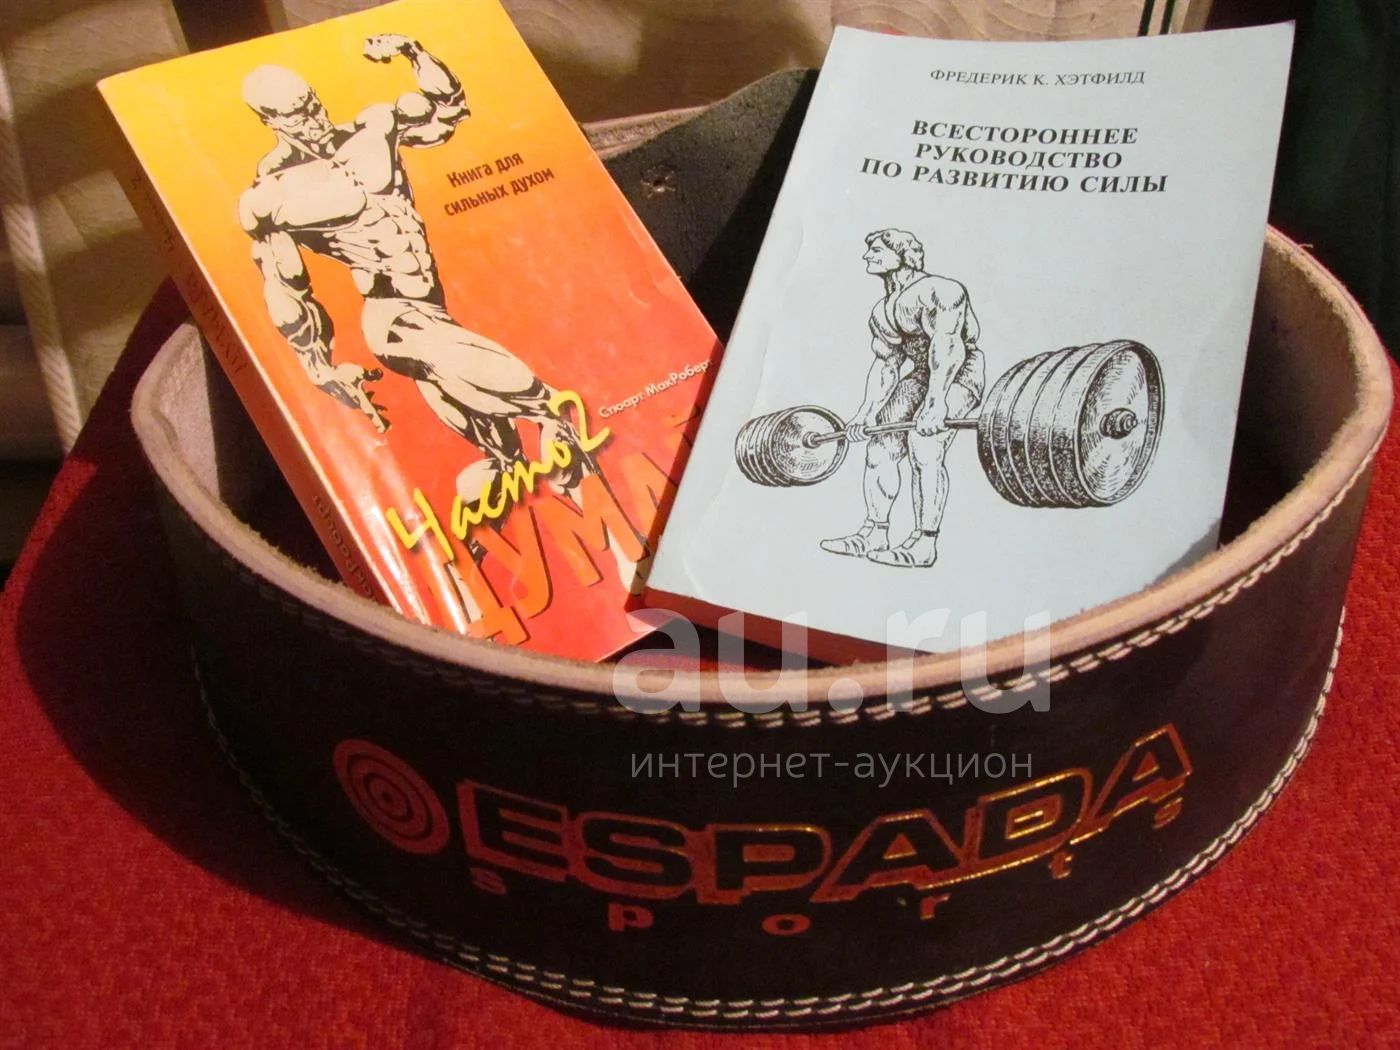 Книга для
сильных духом
Стюарт МакРоберт
Часть 2
ДУМАЙ
ФРЕДЕРИК К. ХЭТФИЛД
ВСЕСТОРОННЕЕ
РУКОВОДСТВО
ПО РАЗВИТИЮ СИЛЫ
au.ru
интернет-аукцион
ESPADA
sports